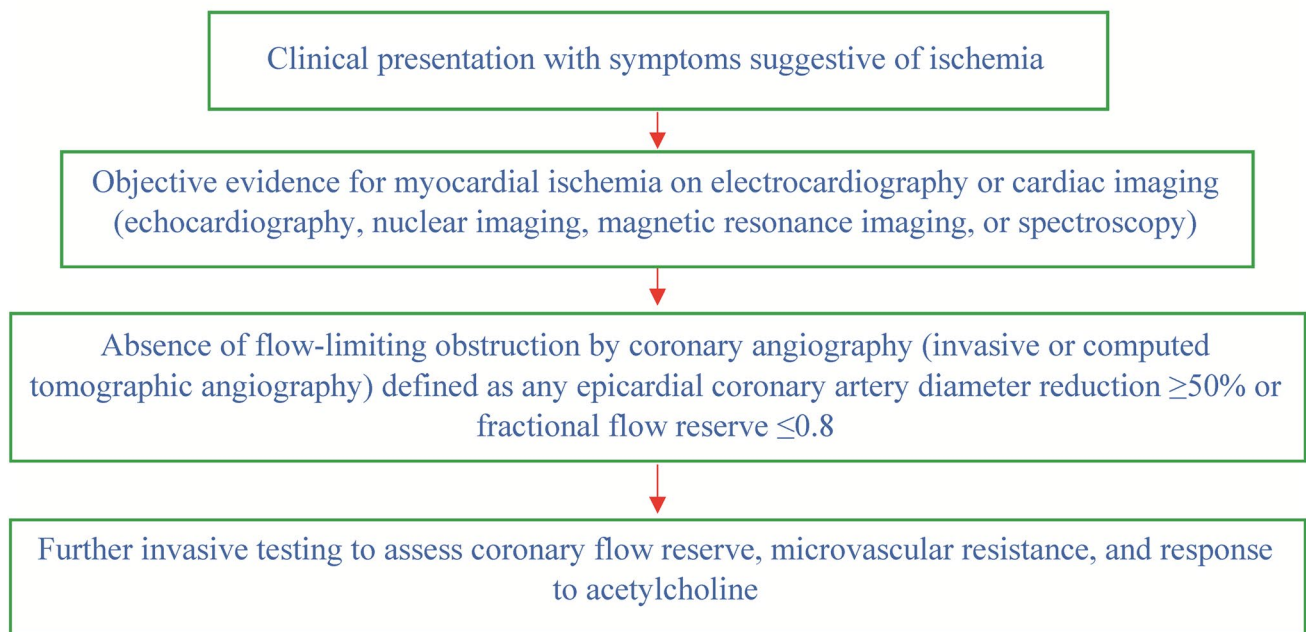 Clinical presentation with symptoms suggestive of ischemia
Objective evidence for myocardial ischemia on electrocardiography or cardiac imaging
(echocardiography, nuclear imaging, magnetic resonance imaging, or spectroscopy)
Absence of flow-limiting obstruction by coronary angiography (invasive or computed
tomographic angiography) defined as any epicardial coronary artery diameter reduction ≥50% or
fractional flow reserve ≤0.8
Further invasive testing to assess coronary flow reserve, microvascular resistance, and response
to acetylcholine